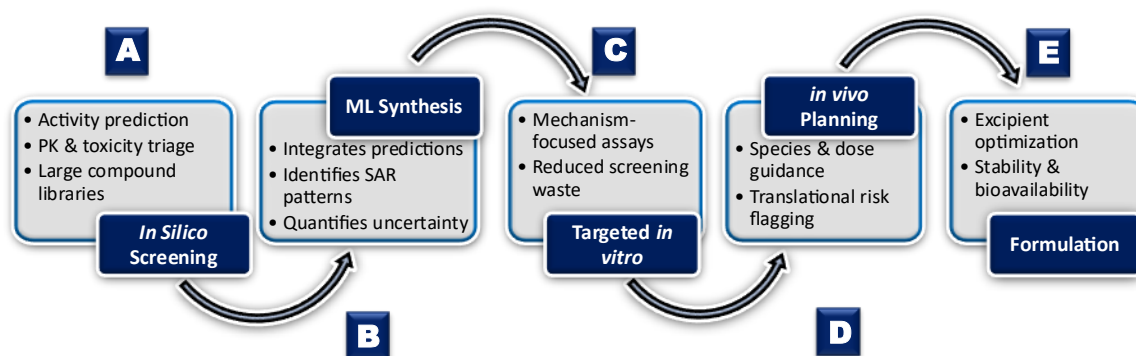 A
• Activity prediction
• PK & toxicity triage
• Large compound
libraries
In Silico
Screening
B
ML Synthesis
• Integrates predictions
• Identifies SAR
patterns
• Quantifies uncertainty
C
• Mechanism-
focused assays
• Reduced screening
waste
Targeted in
vitro
D
in vivo
Planning
• Species & dose
guidance
• Translational risk
flagging
E
• Excipient
optimization
• Stability &
bioavailability
Formulation